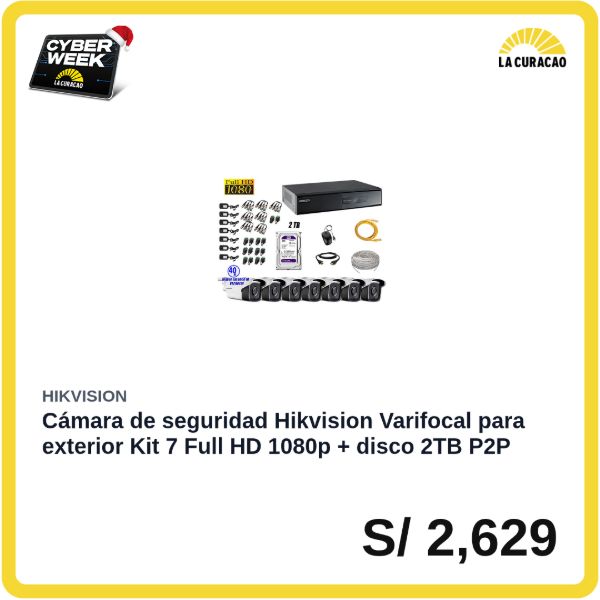 CYBER
WEEK
LA CURACAO
LA CURACAO
Full HD
1080
2 TB
40
HIKVISION
Cámara de seguridad Hikvision Varifocal para
exterior Kit 7 Full HD 1080p + disco 2TB P2P
S/ 2,629